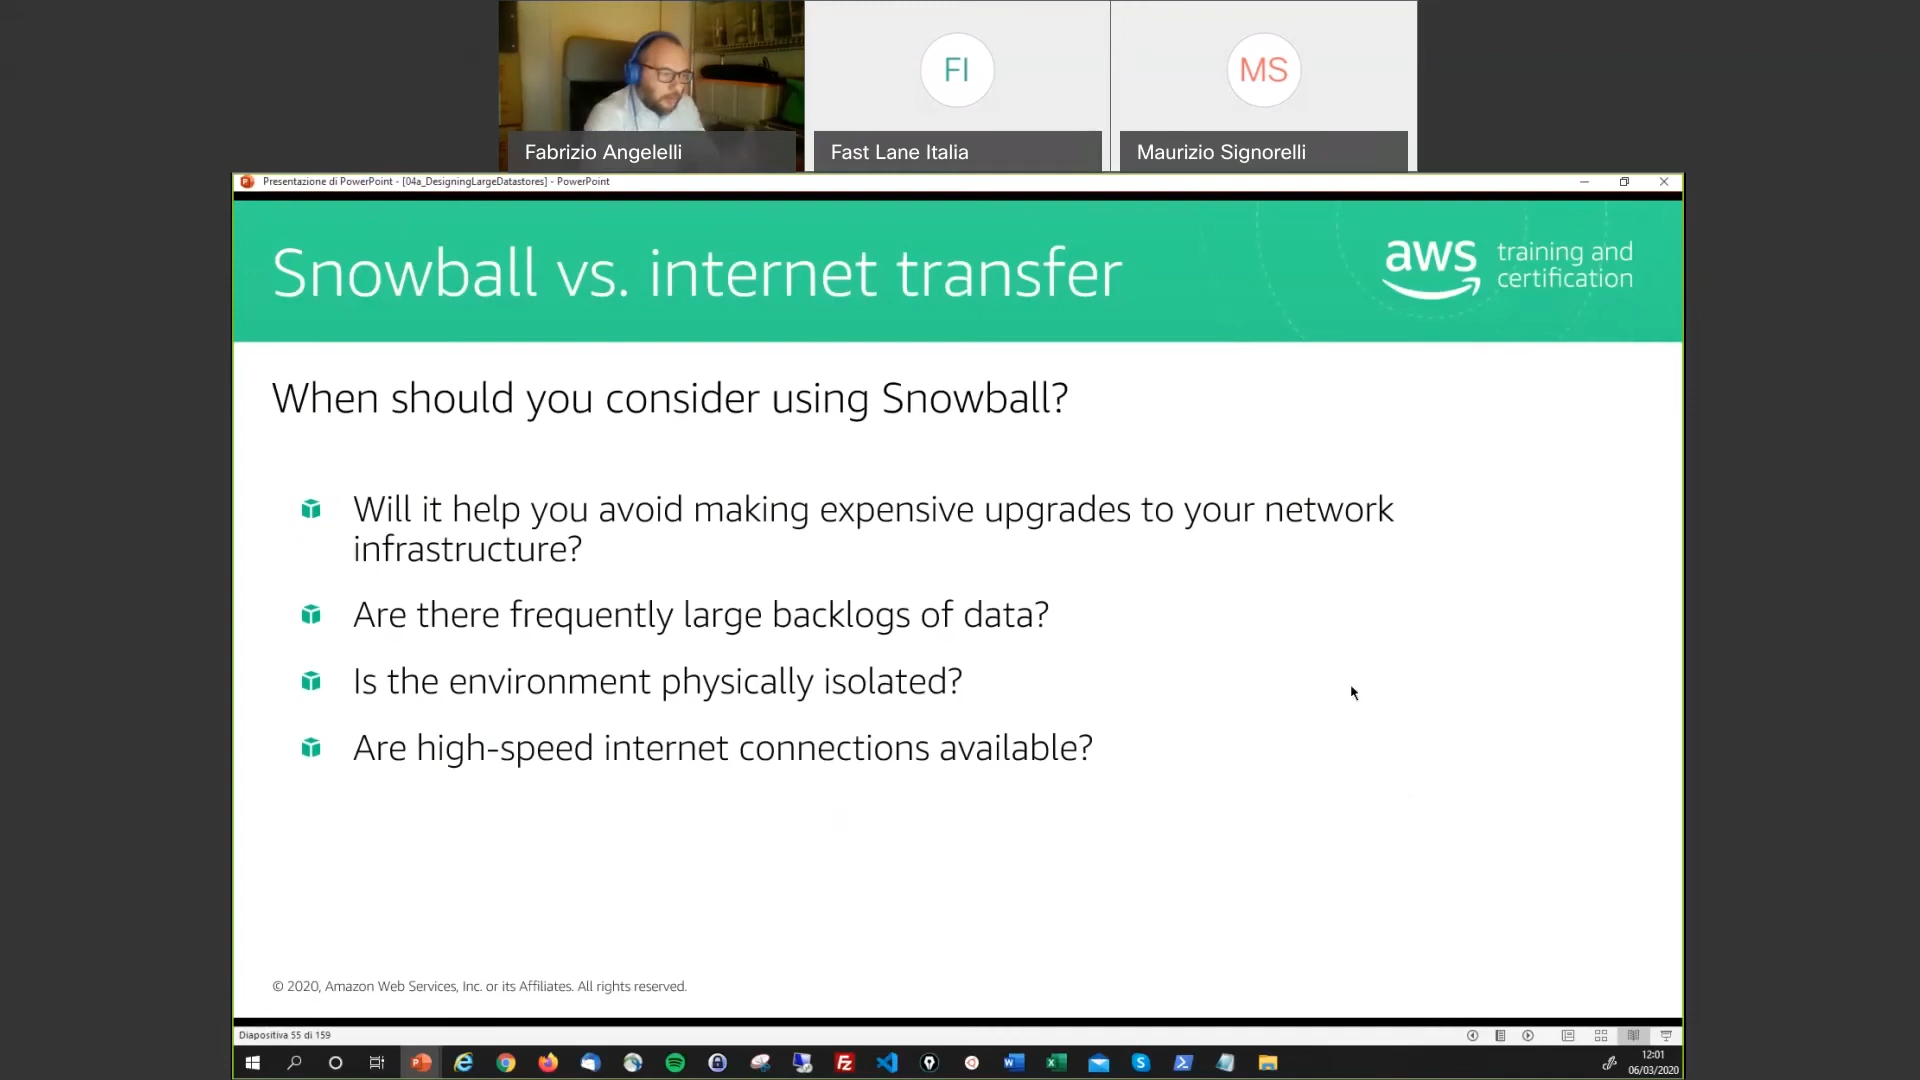 FI
MS
Fabrizio Angelelli
Fast Lane Italia
Maurizio Signorelli
Presentazione di PowerPoint - [04a_DesigningLargeDatastores] - PowerPoint
Snowball vs. internet transfer
aws
training and
certification
When should you consider using Snowball?
Will it help you avoid making expensive upgrades to your network
infrastructure?
Are there frequently large backlogs of data?
Is the environment physically isolated?
Are high-speed internet connections available?
© 2020, Amazon Web Services, Inc. or its Affiliates. All rights reserved.
Diapositiva 55 di 159
12:01
06/03/2020